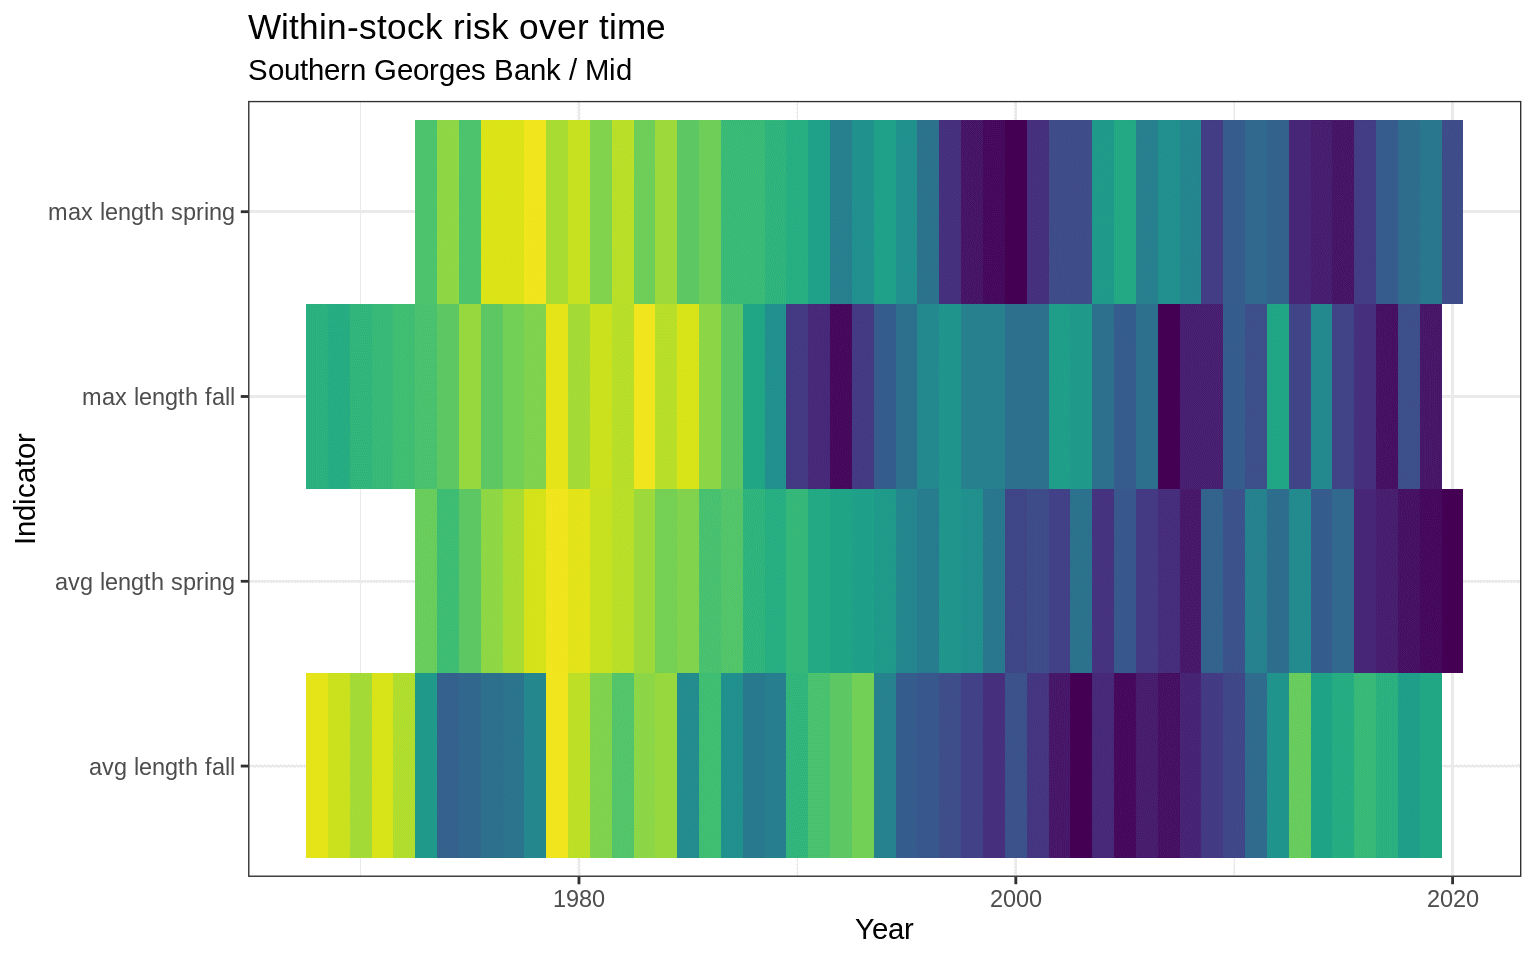 Within-stock risk over time
Southern Georges Bank / Mid
max length spring
max length fall
avg length spring
avg length fall
Indicator
1980
2000
2020
Year